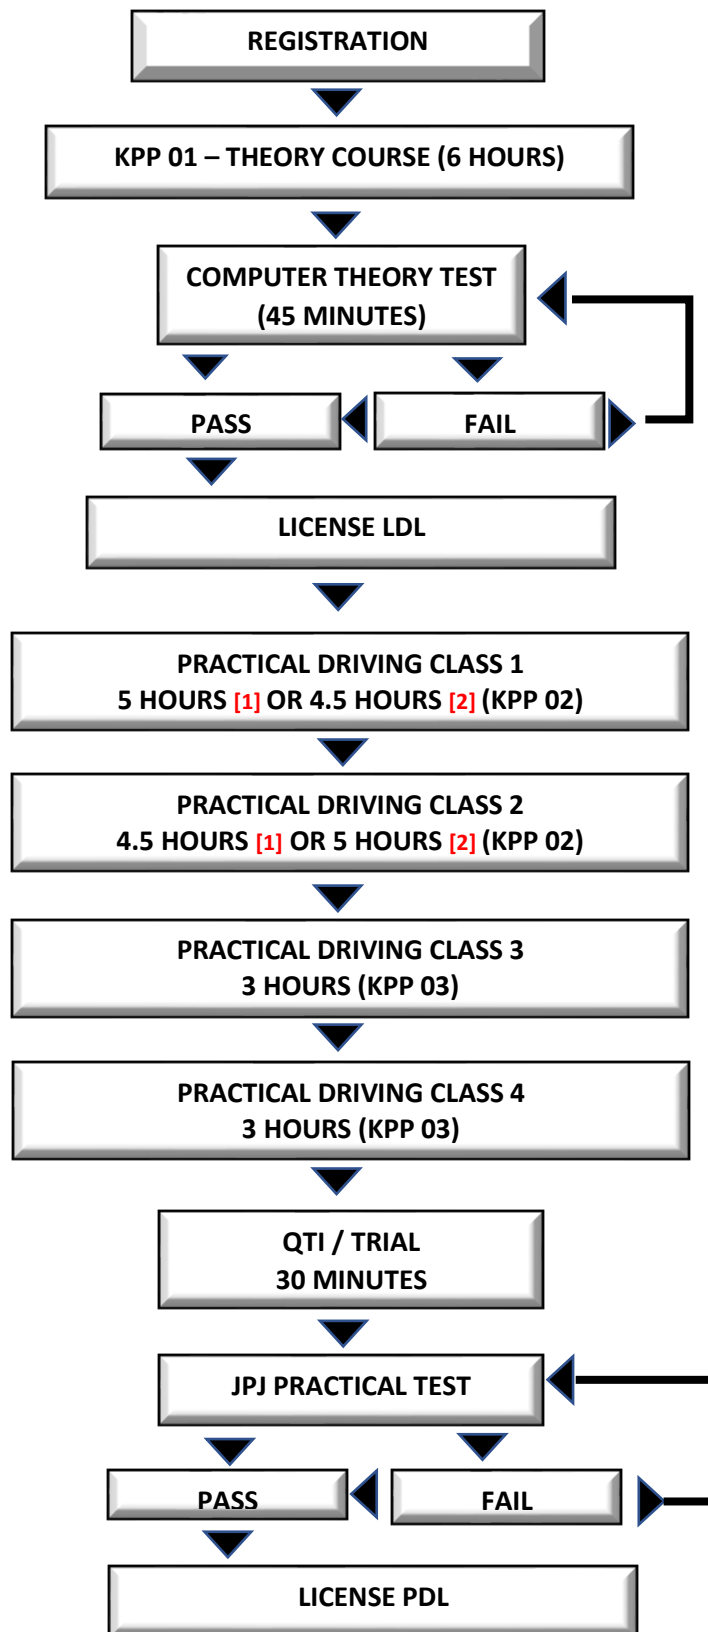 REGISTRATION
KPP 01 – THEORY COURSE (6 HOURS)
COMPUTER THEORY TEST
(45 MINUTES)
PASS
FAIL
LICENSE LDL
PRACTICAL DRIVING CLASS 1
5 HOURS [1] OR 4.5 HOURS [2] (KPP 02)
PRACTICAL DRIVING CLASS 2
4.5 HOURS [1] OR 5 HOURS [2] (KPP 02)
PRACTICAL DRIVING CLASS 3
3 HOURS (KPP 03)
PRACTICAL DRIVING CLASS 4
3 HOURS (KPP 03)
QTI / TRIAL
30 MINUTES
JPJ PRACTICAL TEST
PASS
FAIL
LICENSE PDL